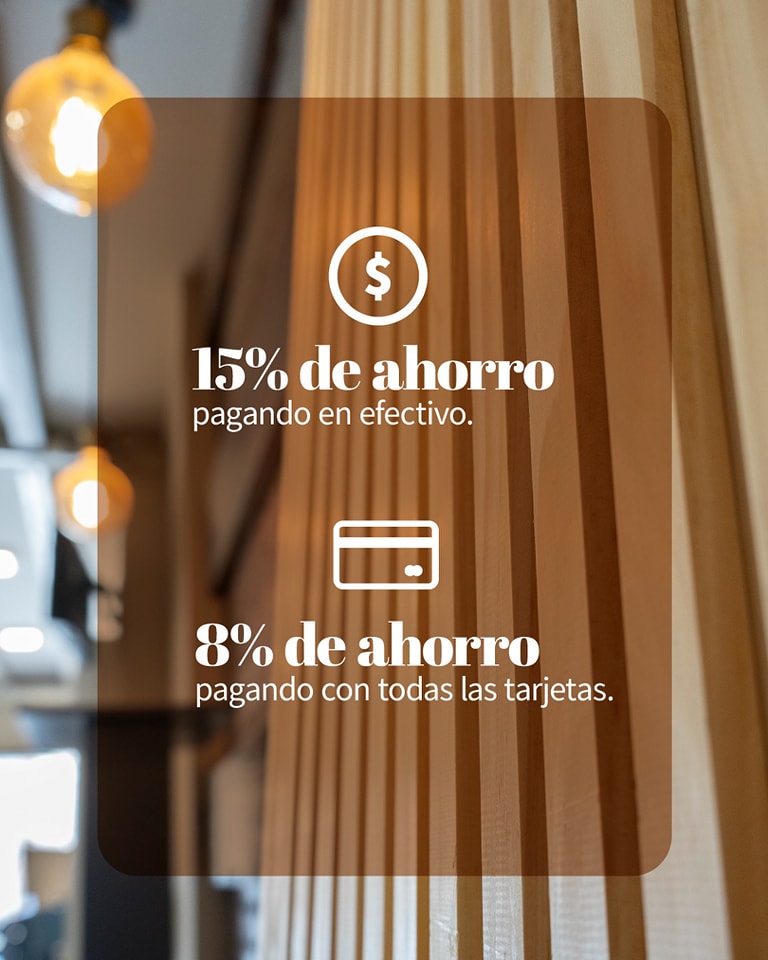 $
15% de ahorro
pagando en efectivo.
8% de ahorro
pagando con todas las tarjetas.